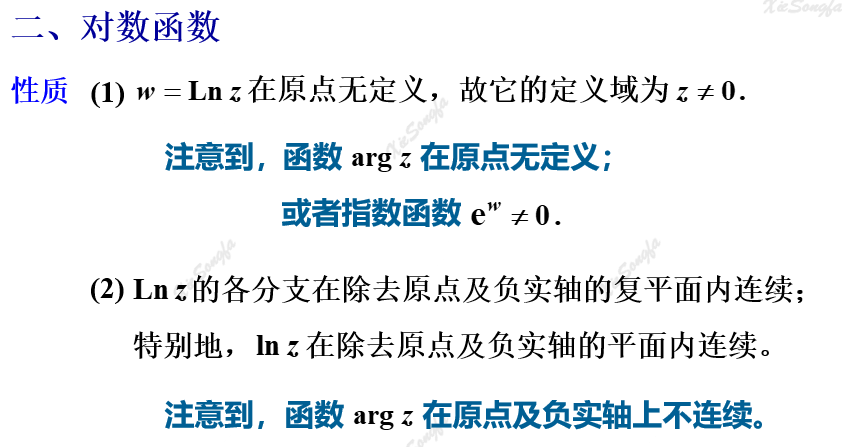 XieSongfa
二、对数函数
性质 (1) w = Ln z 在原点无定义，故它的定义域为 z ≠ 0.
XieSongfa
注意到，函数 arg z 在原点无定义；
或者指数函数 e^w ≠ 0.
XieSongfa XieSongfa
(2) Ln z 的各分支在除去原点及负实轴的复平面内连续；
特别地，ln z 在除去原点及负实轴的平面内连续。
注意到，函数 arg z 在原点及负实轴上不连续。